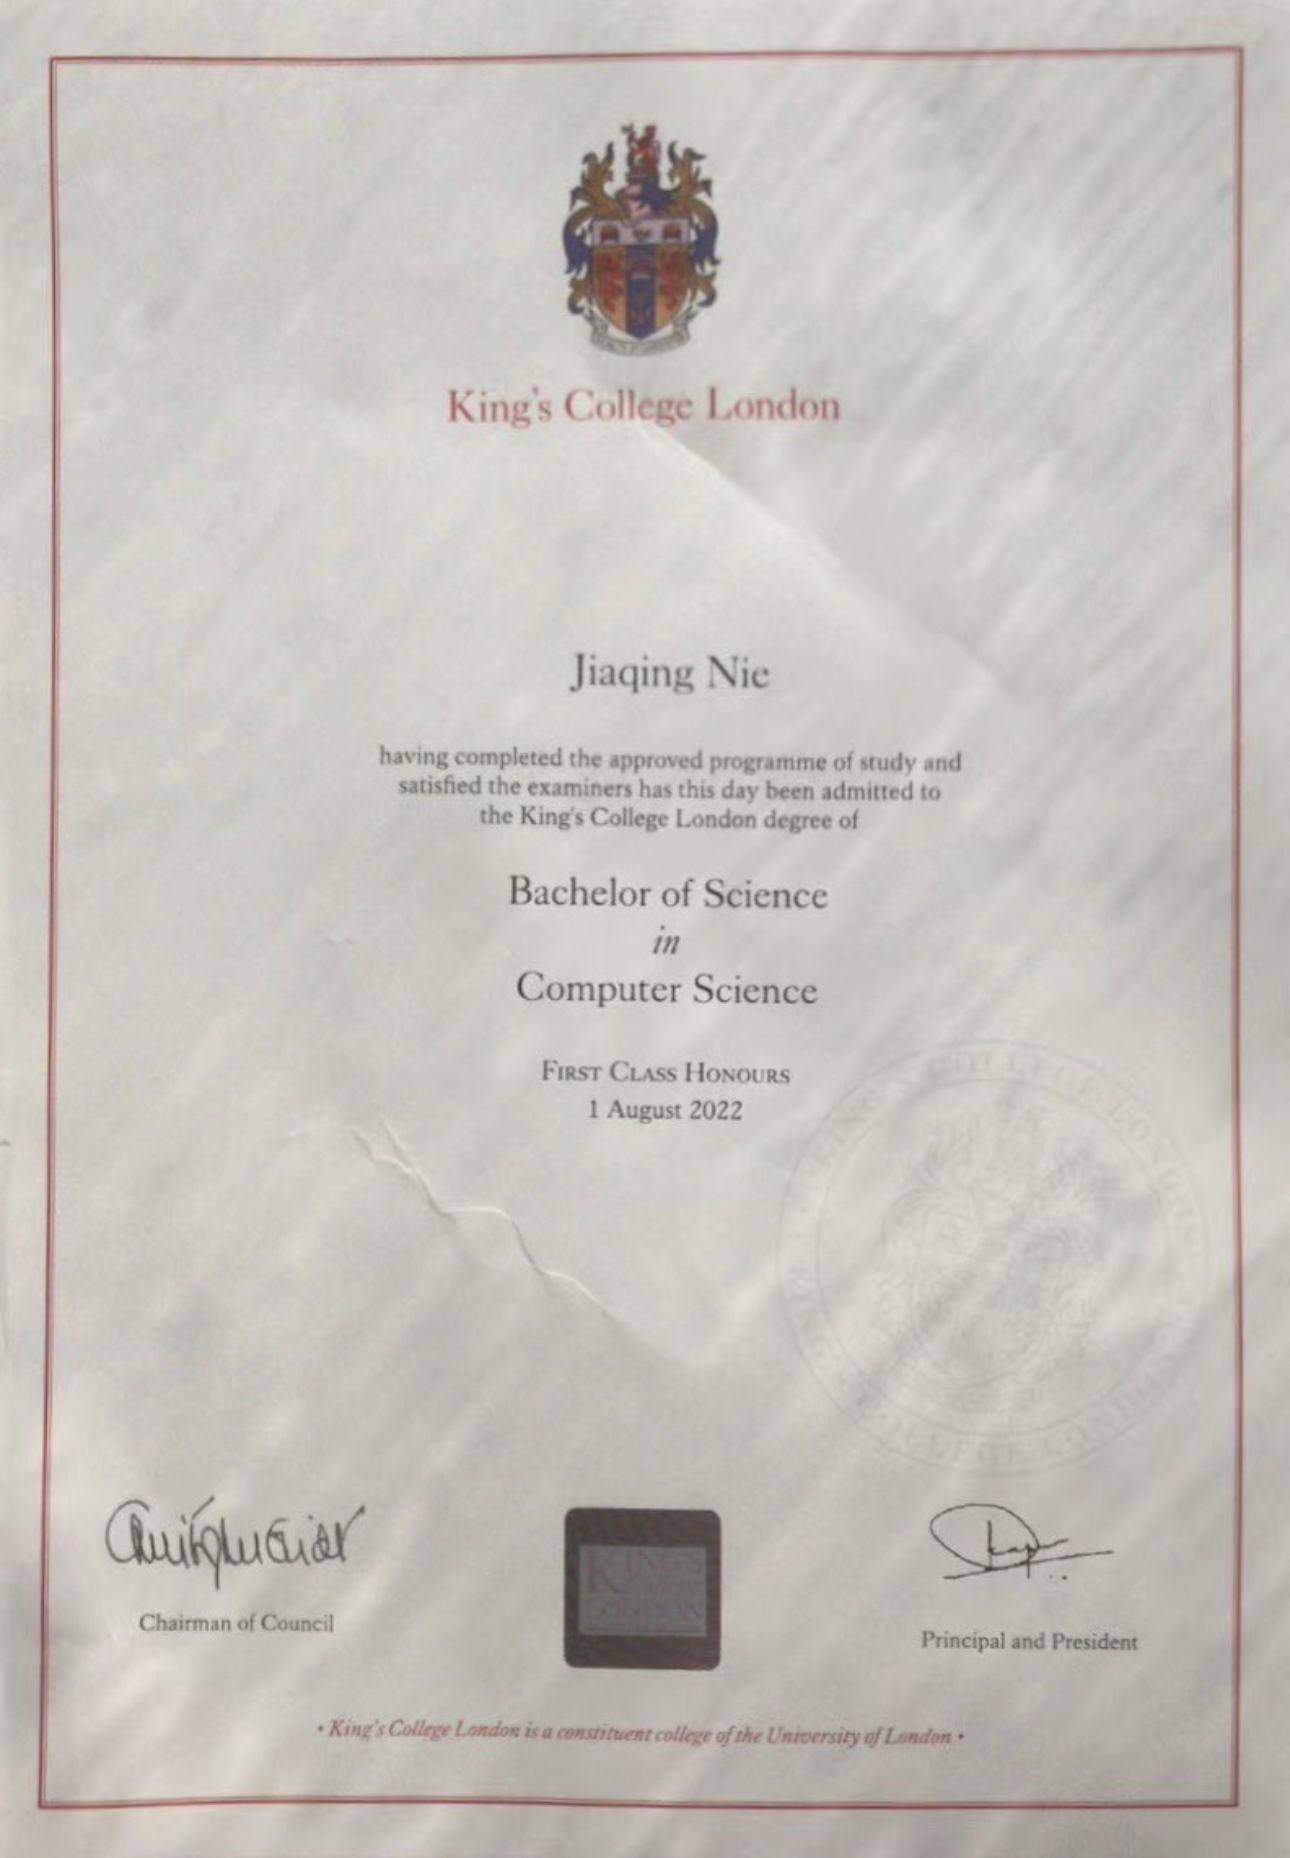 King's College London
Jiaqing Nie
having completed the approved programme of study and
satisfied the examiners has this day been admitted to
the King's College London degree of
Bachelor of Science
in
Computer Science
FIRST CLASS HONOURS
1 August 2022
KING'S
LONDON
Chairman of Council
Principal and President
• King's College London is a constituent college of the University of London •